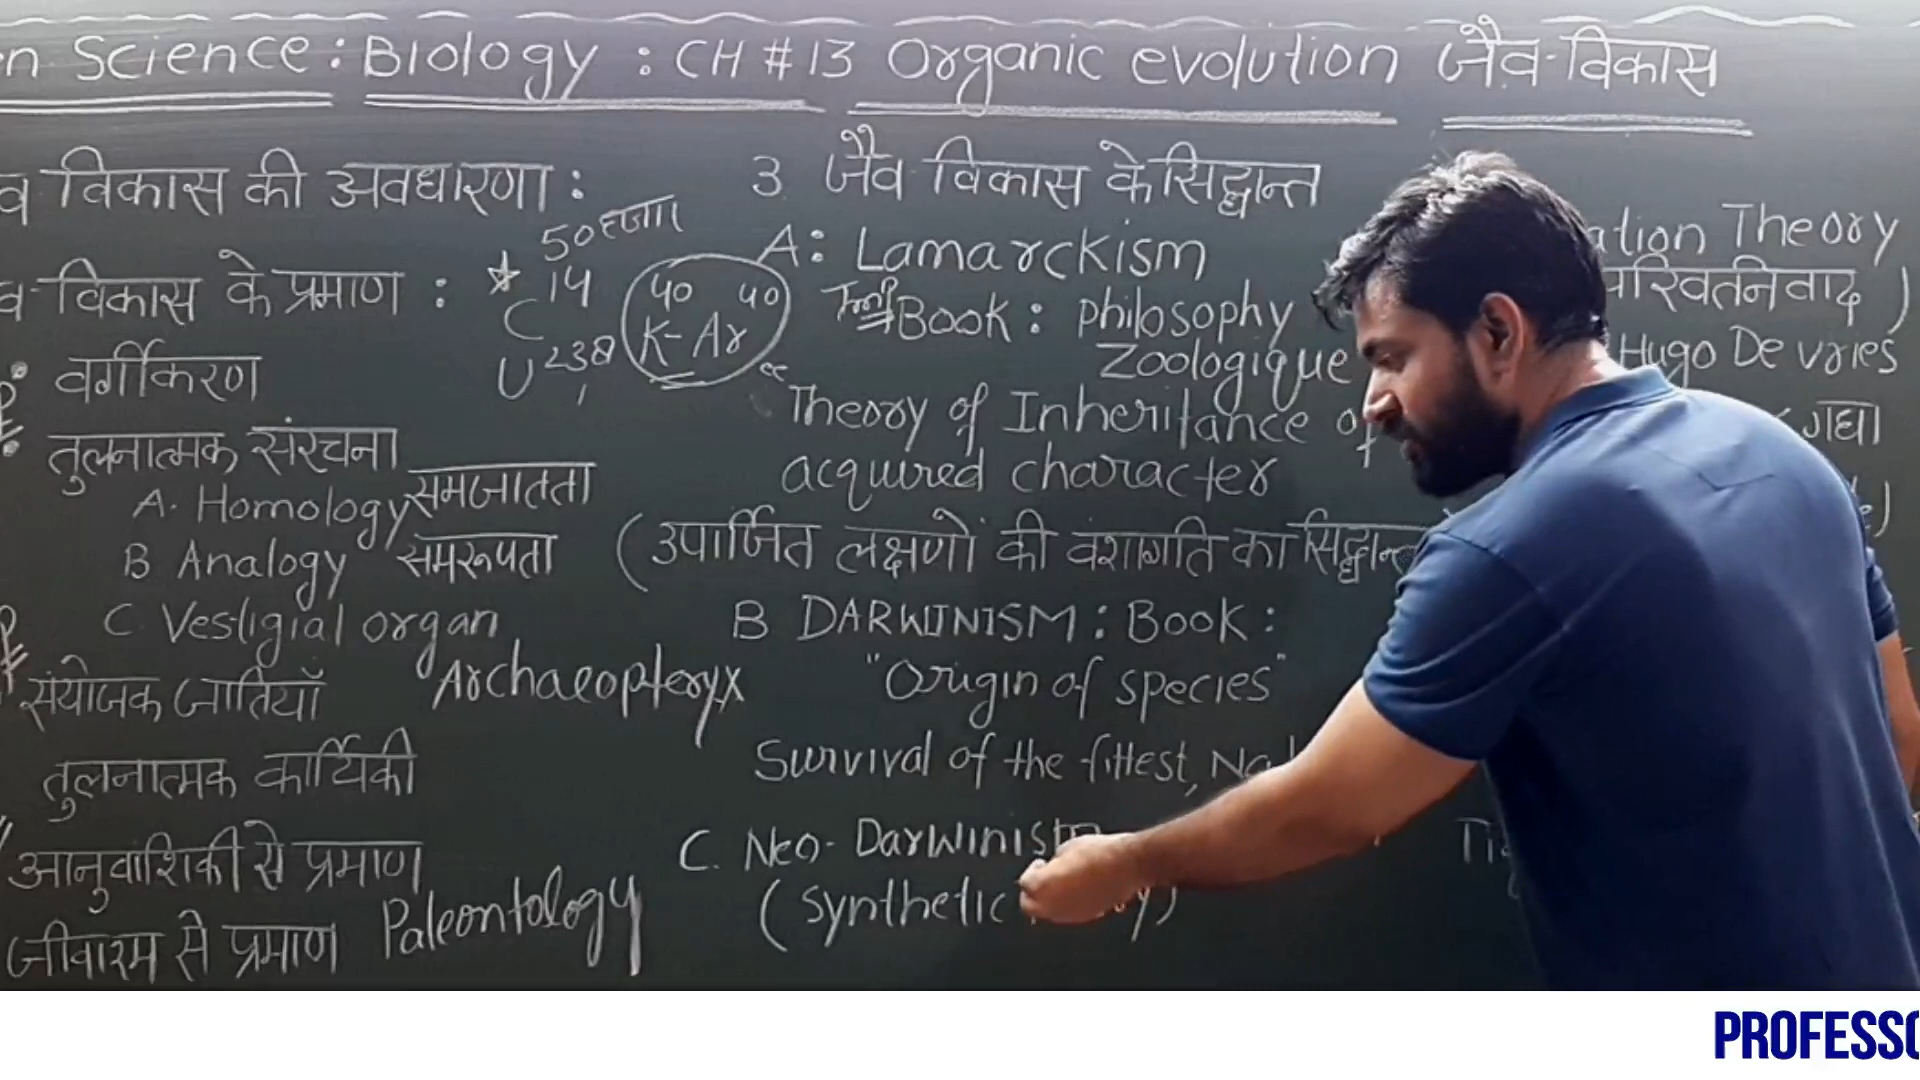 n Science: Biology : CH # 13 Organic evolution जैव-विकास
व विकास की अवधारणा :
व-विकास के प्रमाण :
वर्गीकरण
तुलनात्मक संरचना
A. Homology समजातता
B Analogy समरूपता
C Vestigial organ
संयोजक जातियाँ Archaeopteryx
तुलनात्मक कार्यिकी
आनुवांशिकी से प्रमाण
जीवाश्म से प्रमाण Paleontology
50 हजार
14
C
U 238
40 40
K-Ar
3 जैव विकास के सिद्धान्त
A: Lamarckism
Book: Philosophy
Zoologique
"Theory of Inheritance of
acquired character
(उपार्जित लक्षणों की वंशागति का सिद्धान्त
B DARWINISM: Book:
"Origin of species"
Survival of the fittest, Na
C. Neo-Darwinism
(Synthetic y)
ation Theory
परिवर्तनवाद )
Hugo De vries
गधा
PROFESSO